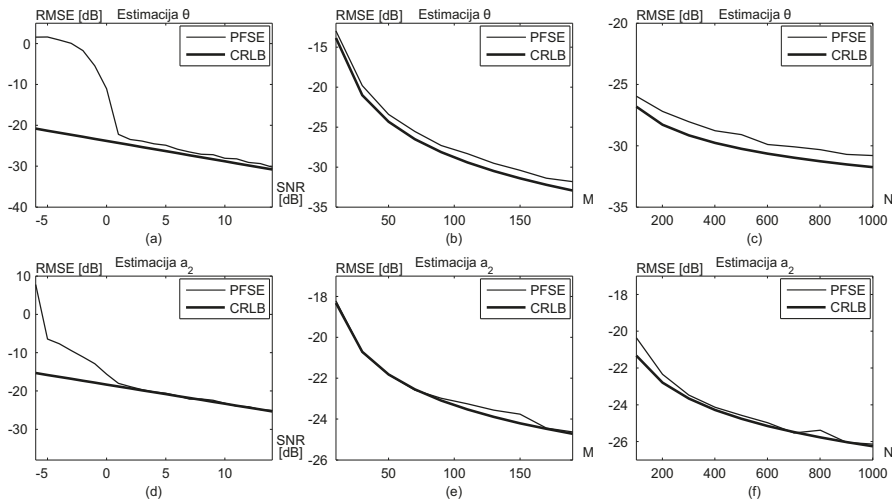 RMSE [dB] Estimacija θ
PFSE
CRLB
0
-10
-20
-30
-40
-5 0 5 10
SNR
[dB]
(a)
RMSE [dB] Estimacija θ
PFSE
CRLB
-15
-20
-25
-30
-35
50 100 150
M
(b)
RMSE [dB] Estimacija θ
PFSE
CRLB
-20
-25
-30
-35
200 400 600 800 1000
N
(c)
RMSE [dB] Estimacija a2
PFSE
CRLB
10
0
-10
-20
-30
-5 0 5 10
SNR
[dB]
(d)
RMSE [dB] Estimacija a2
PFSE
CRLB
-18
-20
-22
-24
-26
50 100 150
M
(e)
RMSE [dB] Estimacija a2
PFSE
CRLB
-18
-20
-22
-24
-26
200 400 600 800 1000
N
(f)